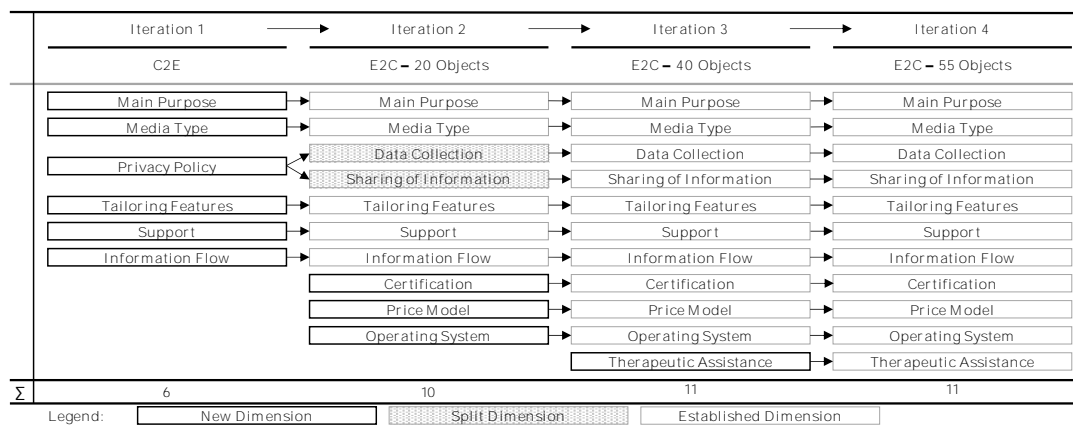 Iteration 1 Iteration 2 Iteration 3 Iteration 4
C2E E2C – 20 Objects E2C – 40 Objects E2C – 55 Objects
Main Purpose Main Purpose Main Purpose Main Purpose
Media Type Media Type Media Type Media Type
Privacy Policy Data Collection Data Collection Data Collection
Sharing of Information Sharing of Information Sharing of Information
Tailoring Features Tailoring Features Tailoring Features Tailoring Features
Support Support Support Support
Information Flow Information Flow Information Flow Information Flow
Certification Certification Certification
Price Model Price Model Price Model
Operating System Operating System Operating System
Therapeutic Assistance Therapeutic Assistance
Σ 6 10 11 11
Legend: New Dimension Split Dimension Established Dimension